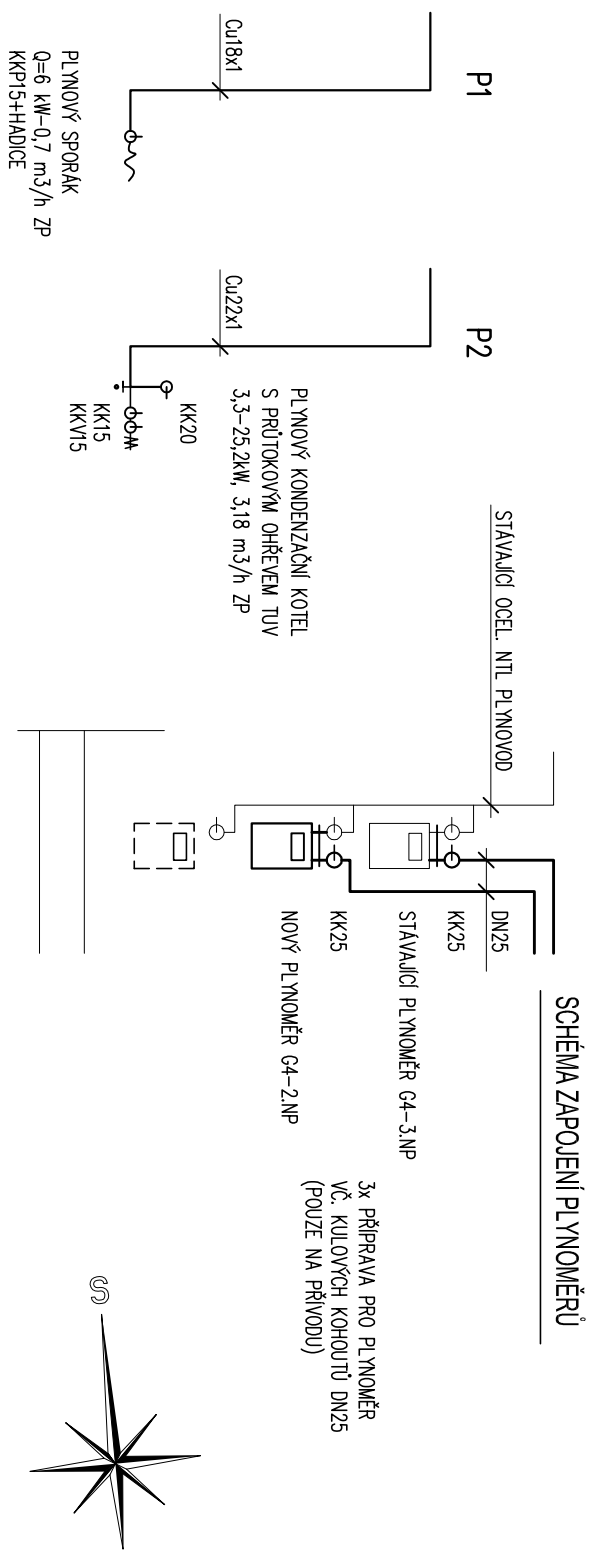 SCHÉMA ZAPOJENÍ PLYNOMĚRŮ
P1
Cu18x1
PLYNOVÝ SPORÁK
Q=6 kW-0,7 m3/h ZP
KKP15+HADICE
P2
Cu22x1
KK20
KK15
KKV15
PLYNOVÝ KONDENZAČNÍ KOTEL
S PRŮTOKOVÝM OHŘEVEM TUV
3,3-25,2kW, 3,18 m3/h ZP
STÁVAJÍCÍ OCEL. NTL PLYNOVOD
DN25
KK25
STÁVAJÍCÍ PLYNOMĚR G4-3.NP
KK25
NOVÝ PLYNOMĚR G4-2.NP
3x PŘÍPRAVA PRO PLYNOMĚR
VČ. KULOVÝCH KOHOUTŮ DN25
(POUZE NA PŘÍVODU)
S